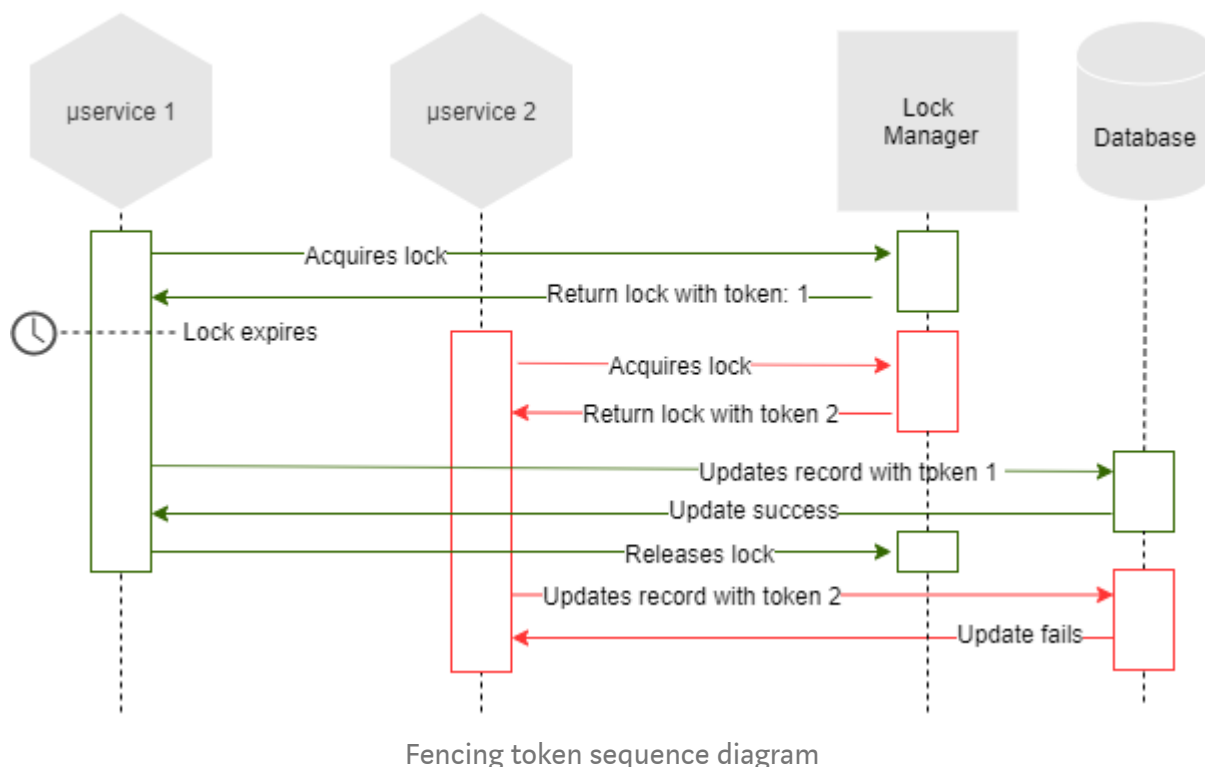 μservice 1
μservice 2
Lock
Manager
Database
Acquires lock
Return lock with token: 1
Lock expires
Acquires lock
Return lock with token 2
Updates record with token 1
Update success
Releases lock
Updates record with token 2
Update fails
Fencing token sequence diagram